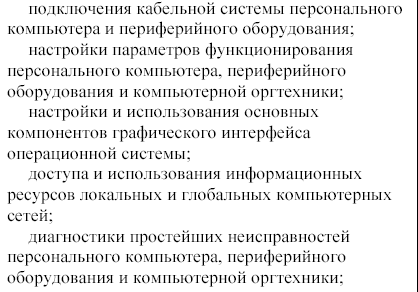 подключения кабельной системы персонального
компьютера и периферийного оборудования;
настройки параметров функционирования
персонального компьютера, периферийного
оборудования и компьютерной оргтехники;
настройки и использования основных
компонентов графического интерфейса
операционной системы;
доступа и использования информационных
ресурсов локальных и глобальных компьютерных
сетей;
диагностики простейших неисправностей
персонального компьютера, периферийного
оборудования и компьютерной оргтехники;